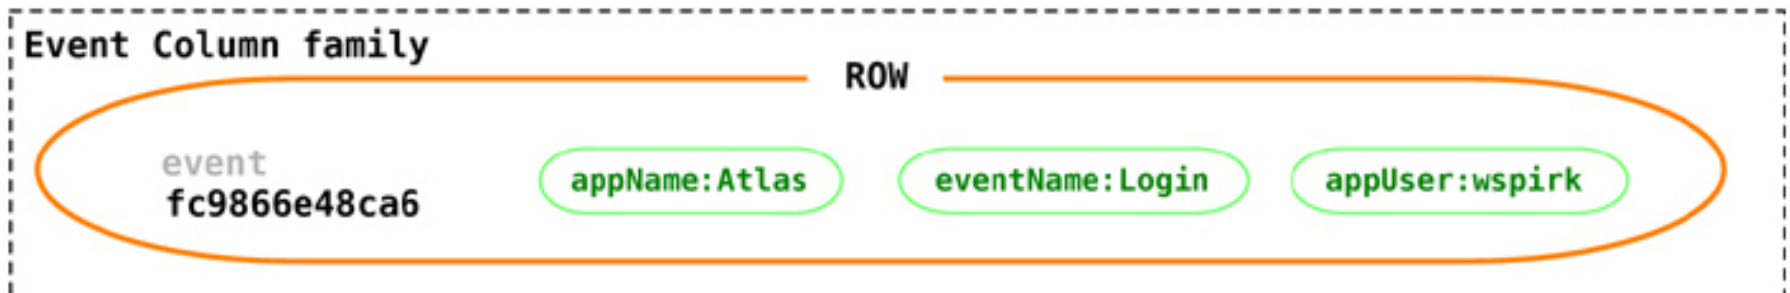 Event Column family
ROW
event
fc9866e48ca6
appName:Atlas
eventName:Login
appUser:wspirk